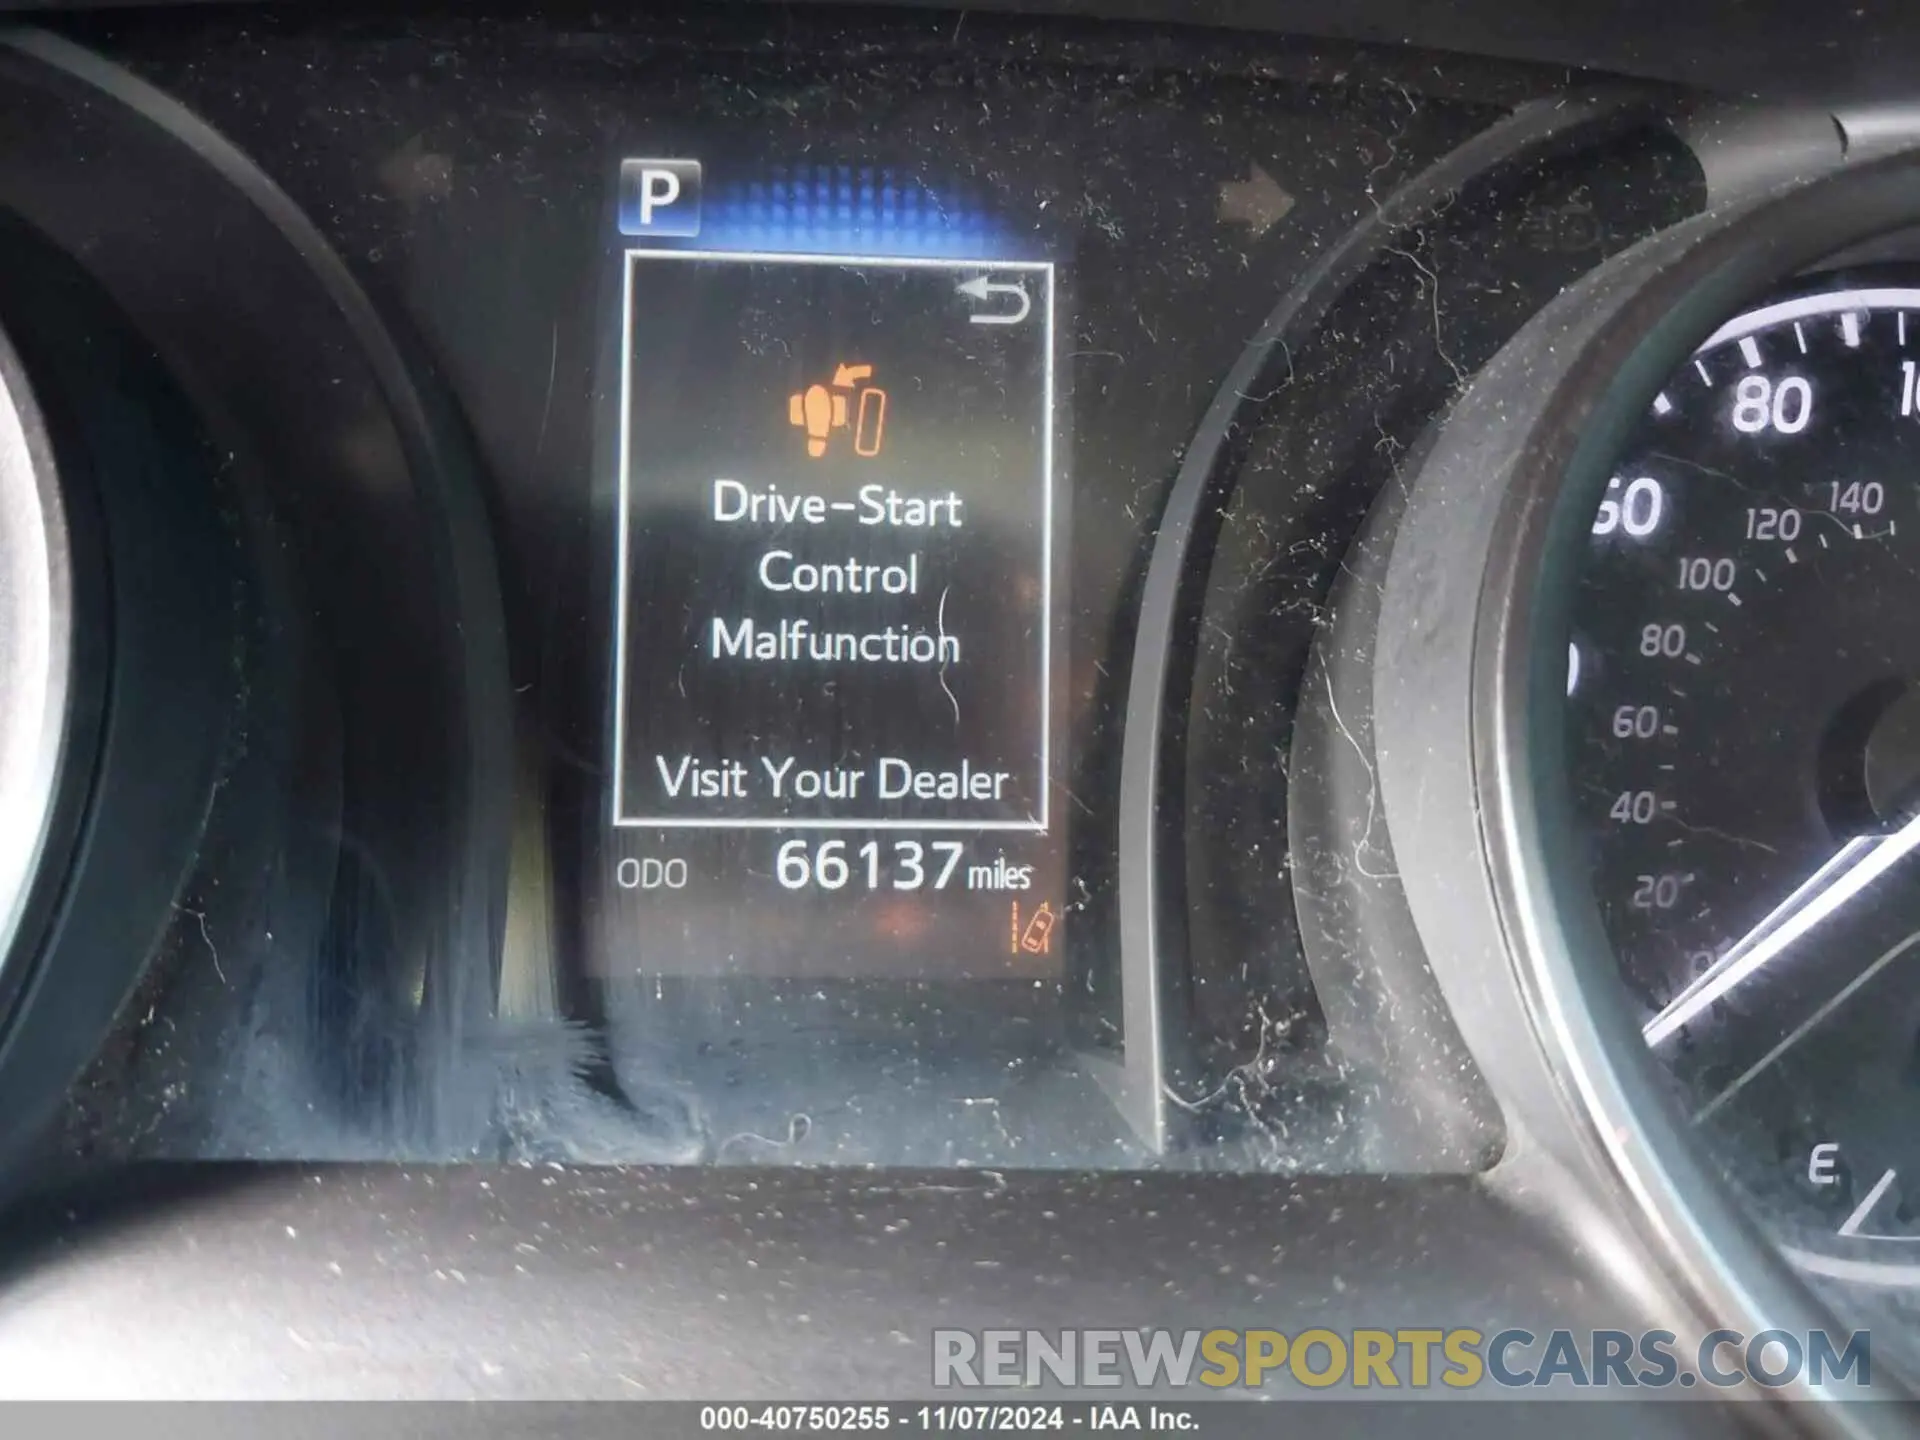 P
Drive-Start
Control
Malfunction
Visit Your Dealer
ODO 66137 miles
80
60
140
120
100
80
60
40
20
E
RENEWSPORTSCARS.COM
000-40750255 - 11/07/2024 - IAA Inc.